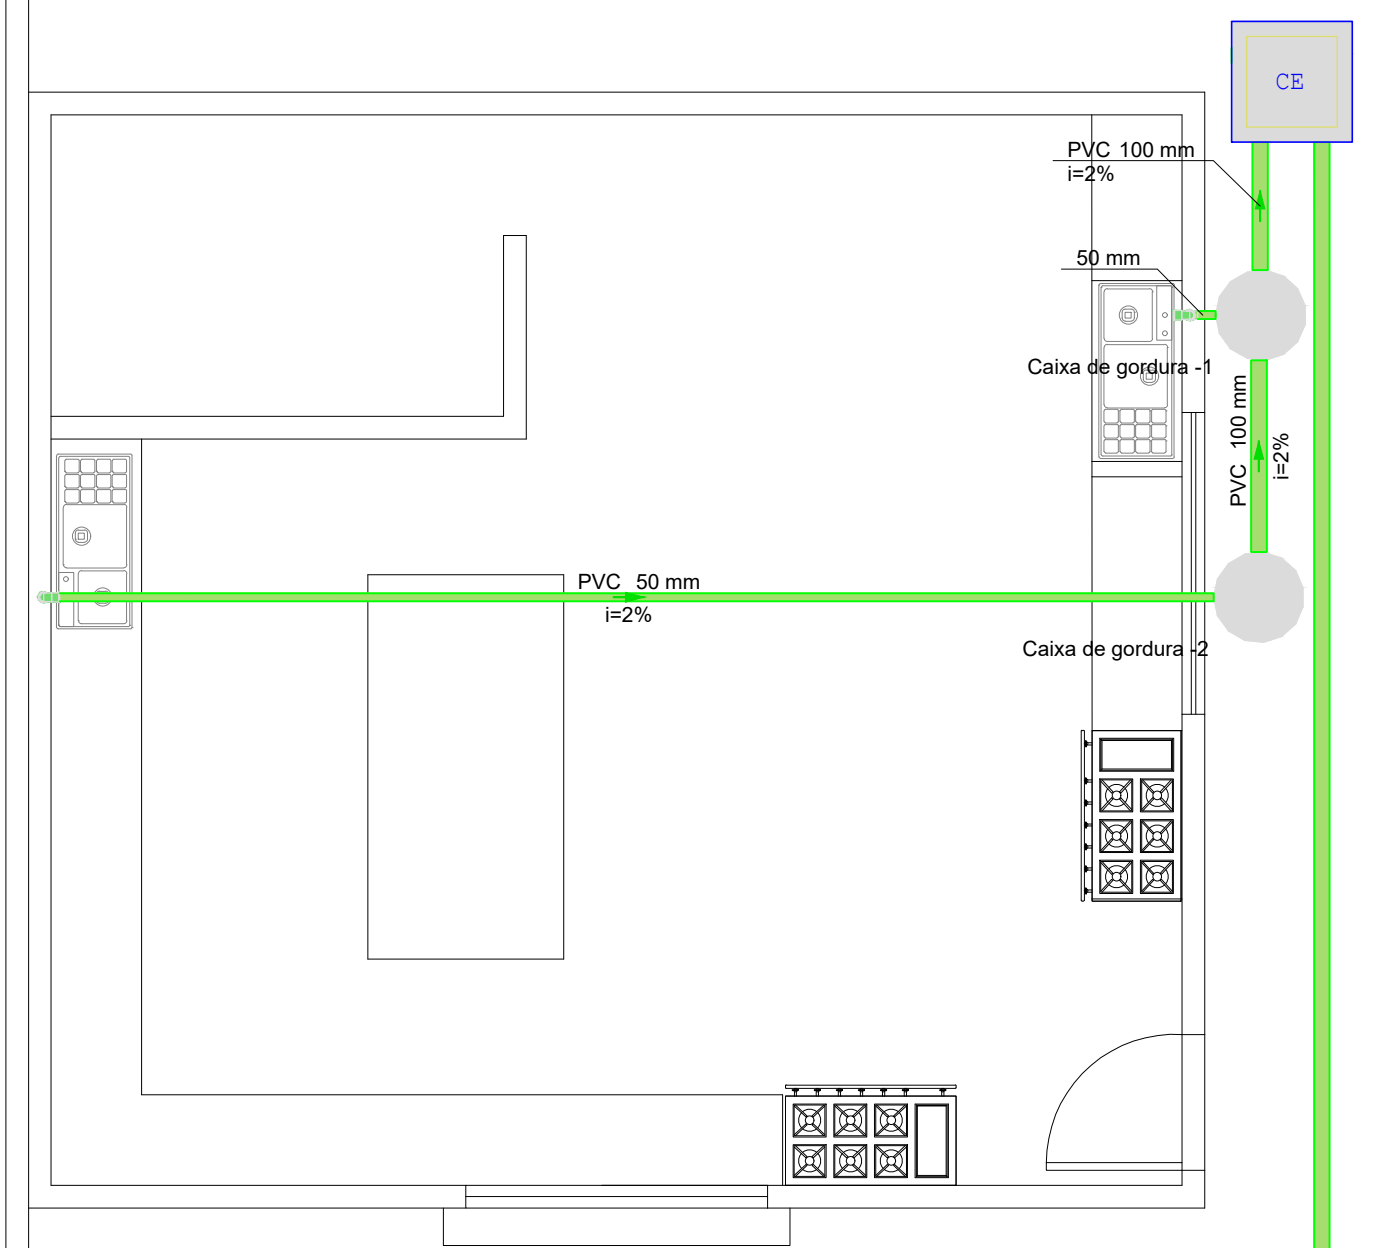 CE
PVC 100 mm
i=2%
50 mm
Caixa de gordura -1
PVC 100 mm
i=2%
PVC 50 mm
i=2%
Caixa de gordura -2